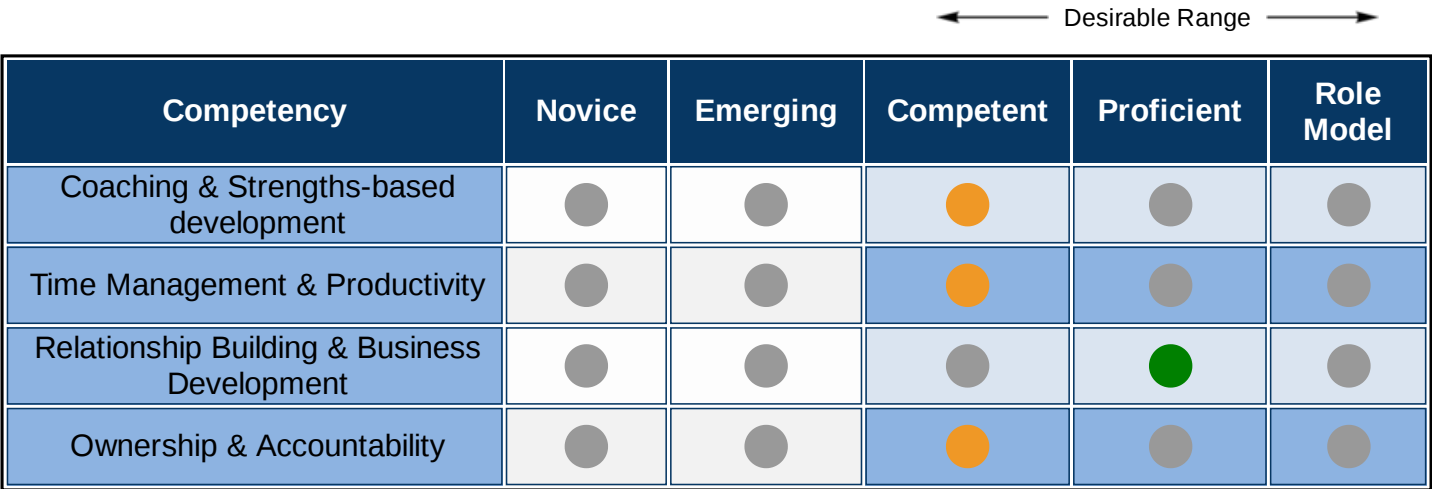 Desirable Range
Competency Novice Emerging Competent Proficient Role Model
Coaching & Strengths-based
development
Time Management & Productivity
Relationship Building & Business
Development
Ownership & Accountability